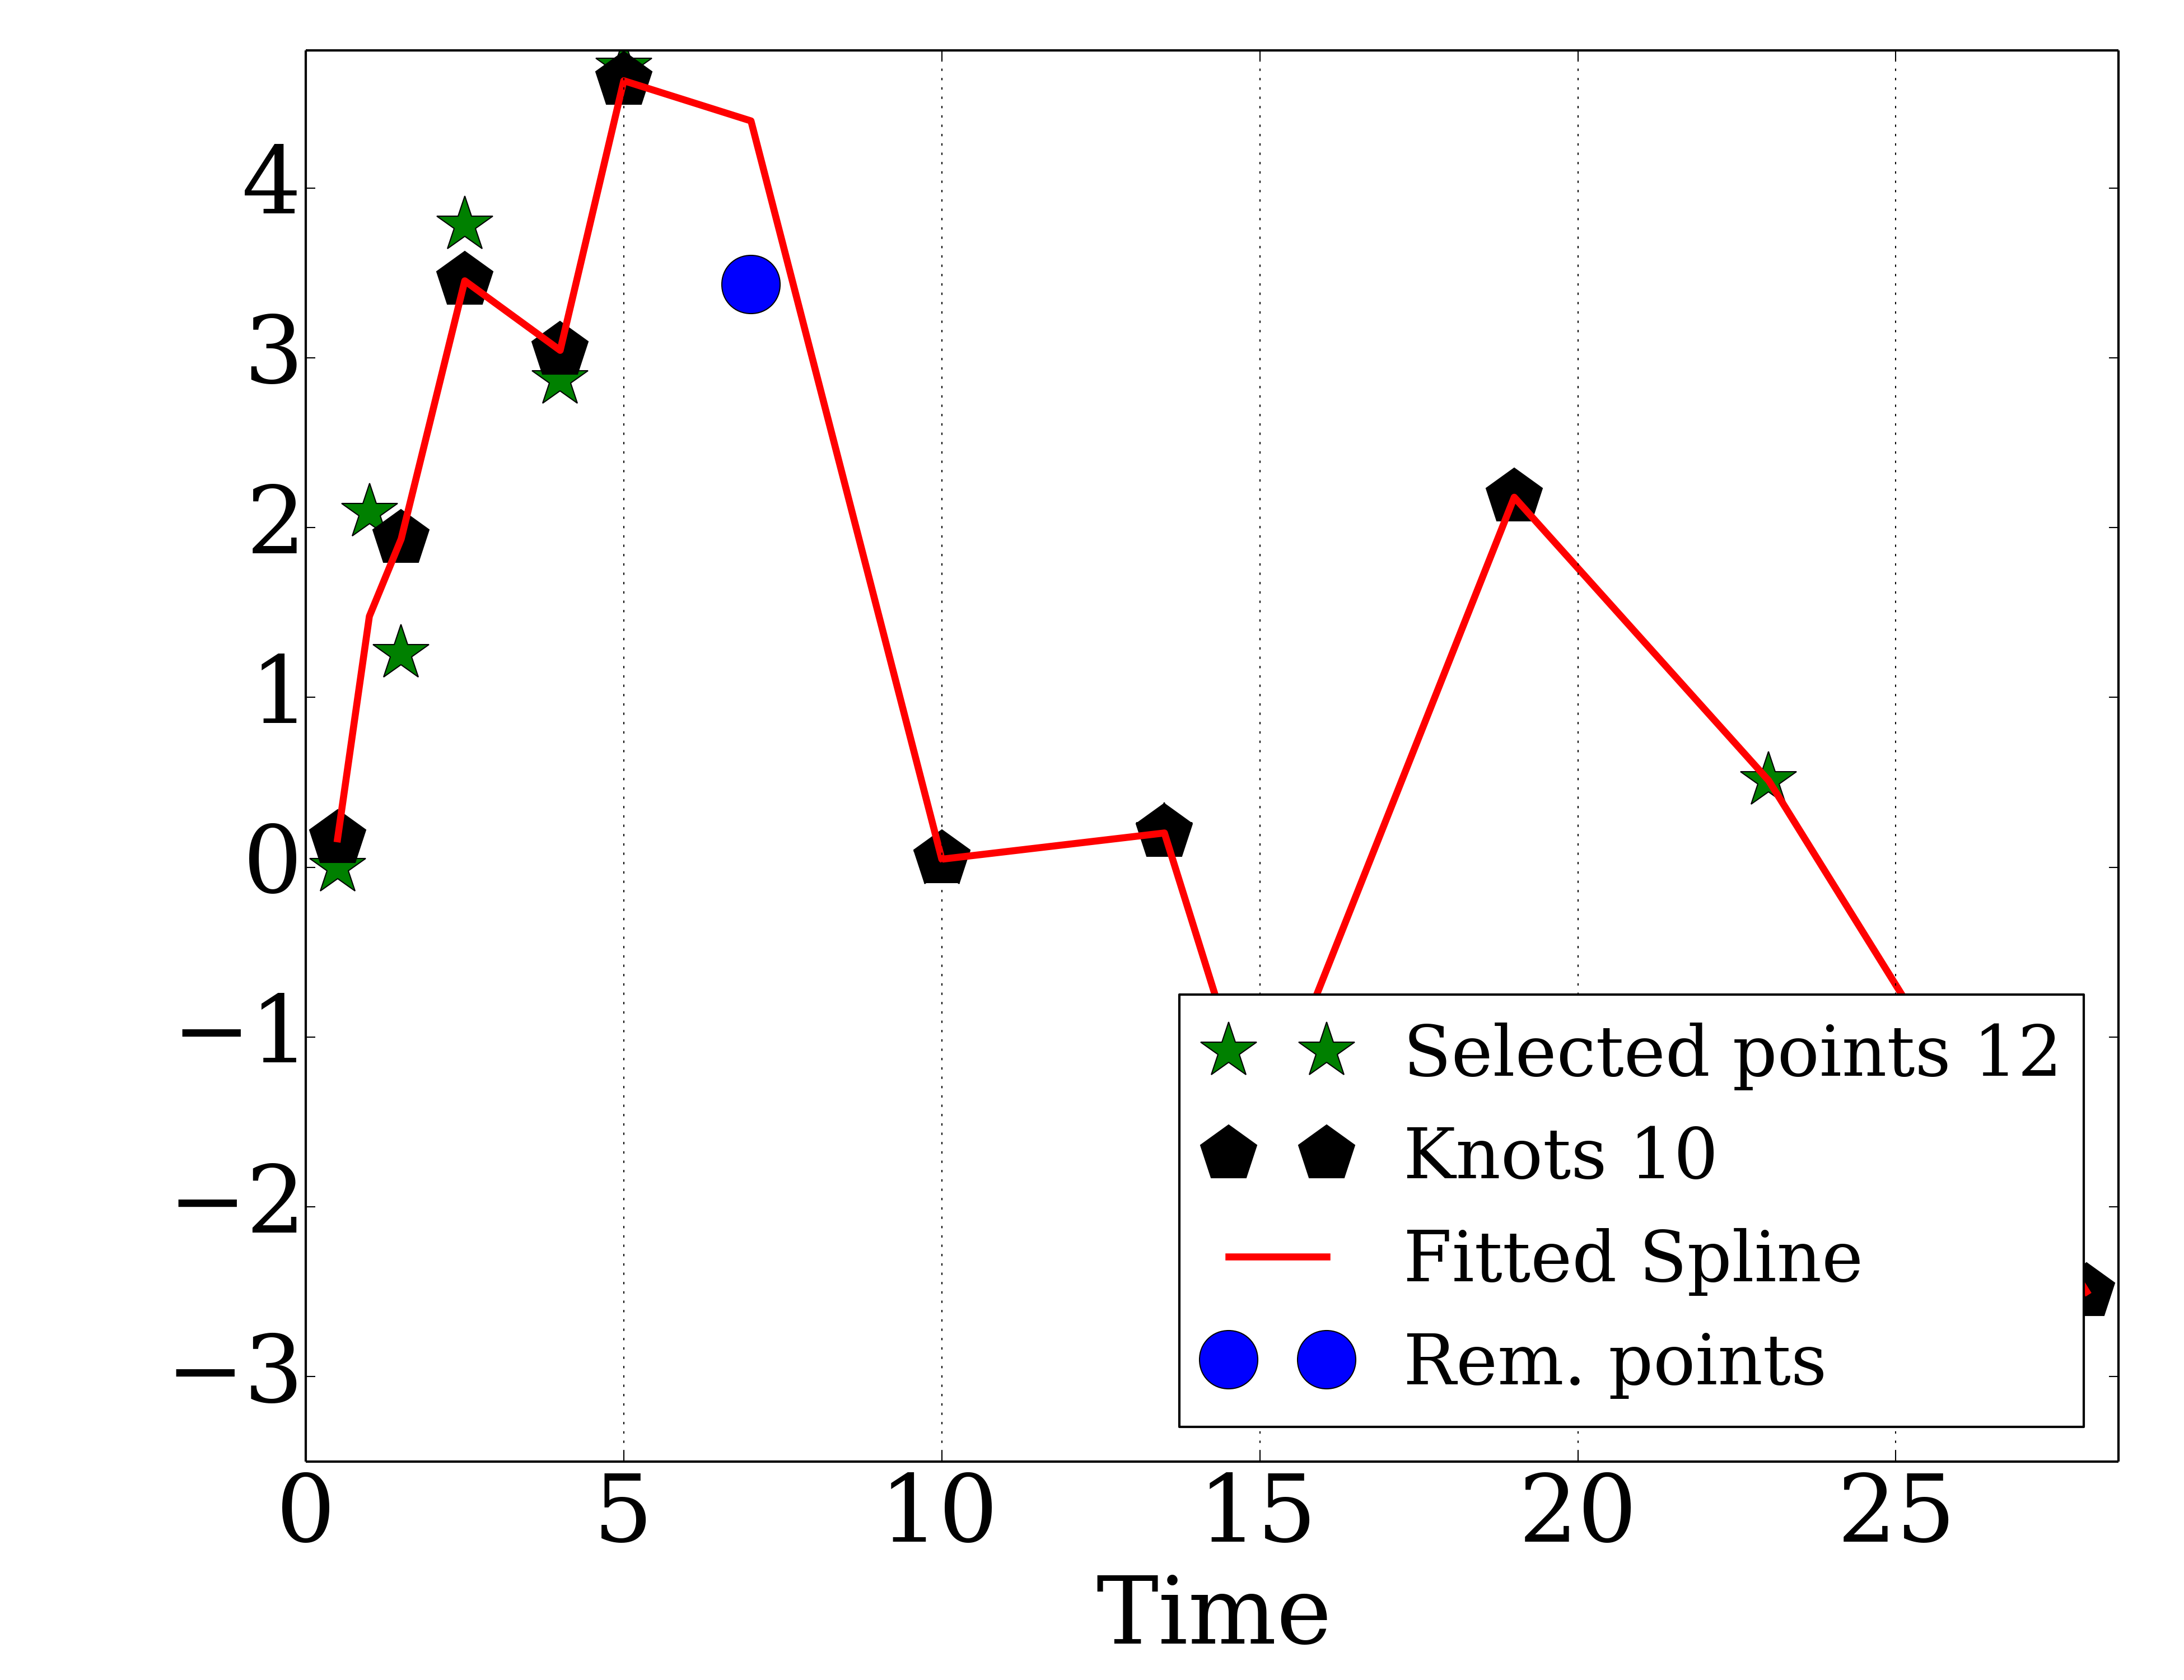 4
3
2
1
0
−1
−2
−3
0 5 10 15 20 25
Time
Selected points 12
Knots 10
Fitted Spline
Rem. points